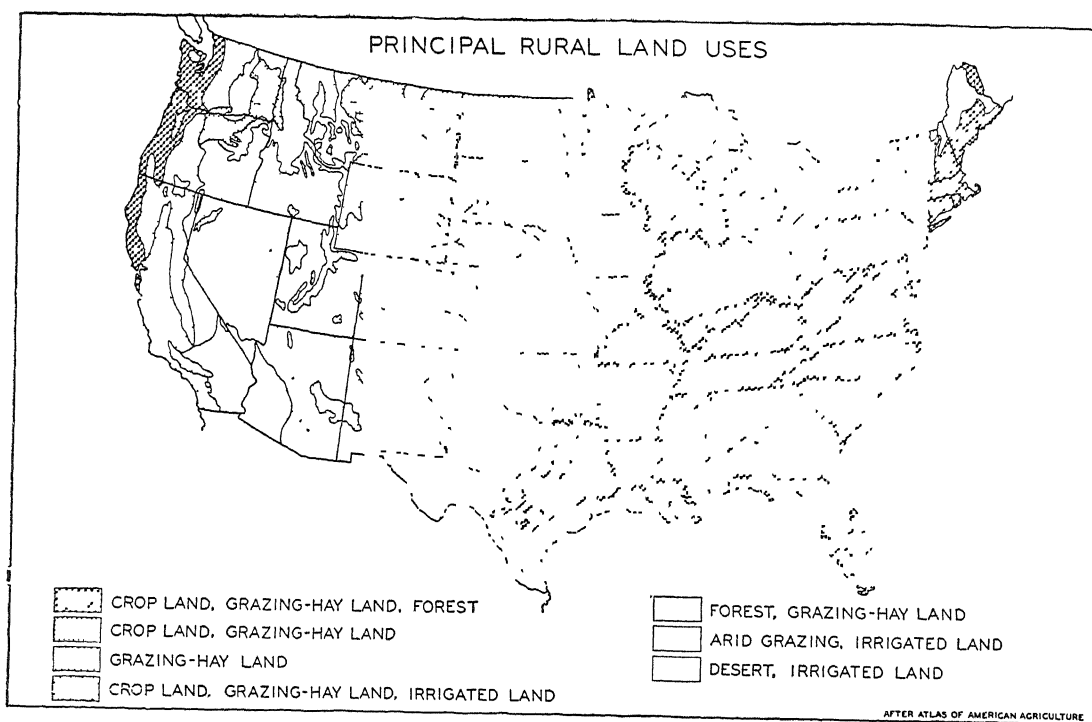 PRINCIPAL RURAL LAND USES
CROP LAND, GRAZING-HAY LAND, FOREST
CROP LAND, GRAZING-HAY LAND
GRAZING-HAY LAND
CROP LAND, GRAZING-HAY LAND, IRRIGATED LAND
FOREST, GRAZING-HAY LAND
ARID GRAZING, IRRIGATED LAND
DESERT, IRRIGATED LAND
AFTER ATLAS OF AMERICAN AGRICULTURE